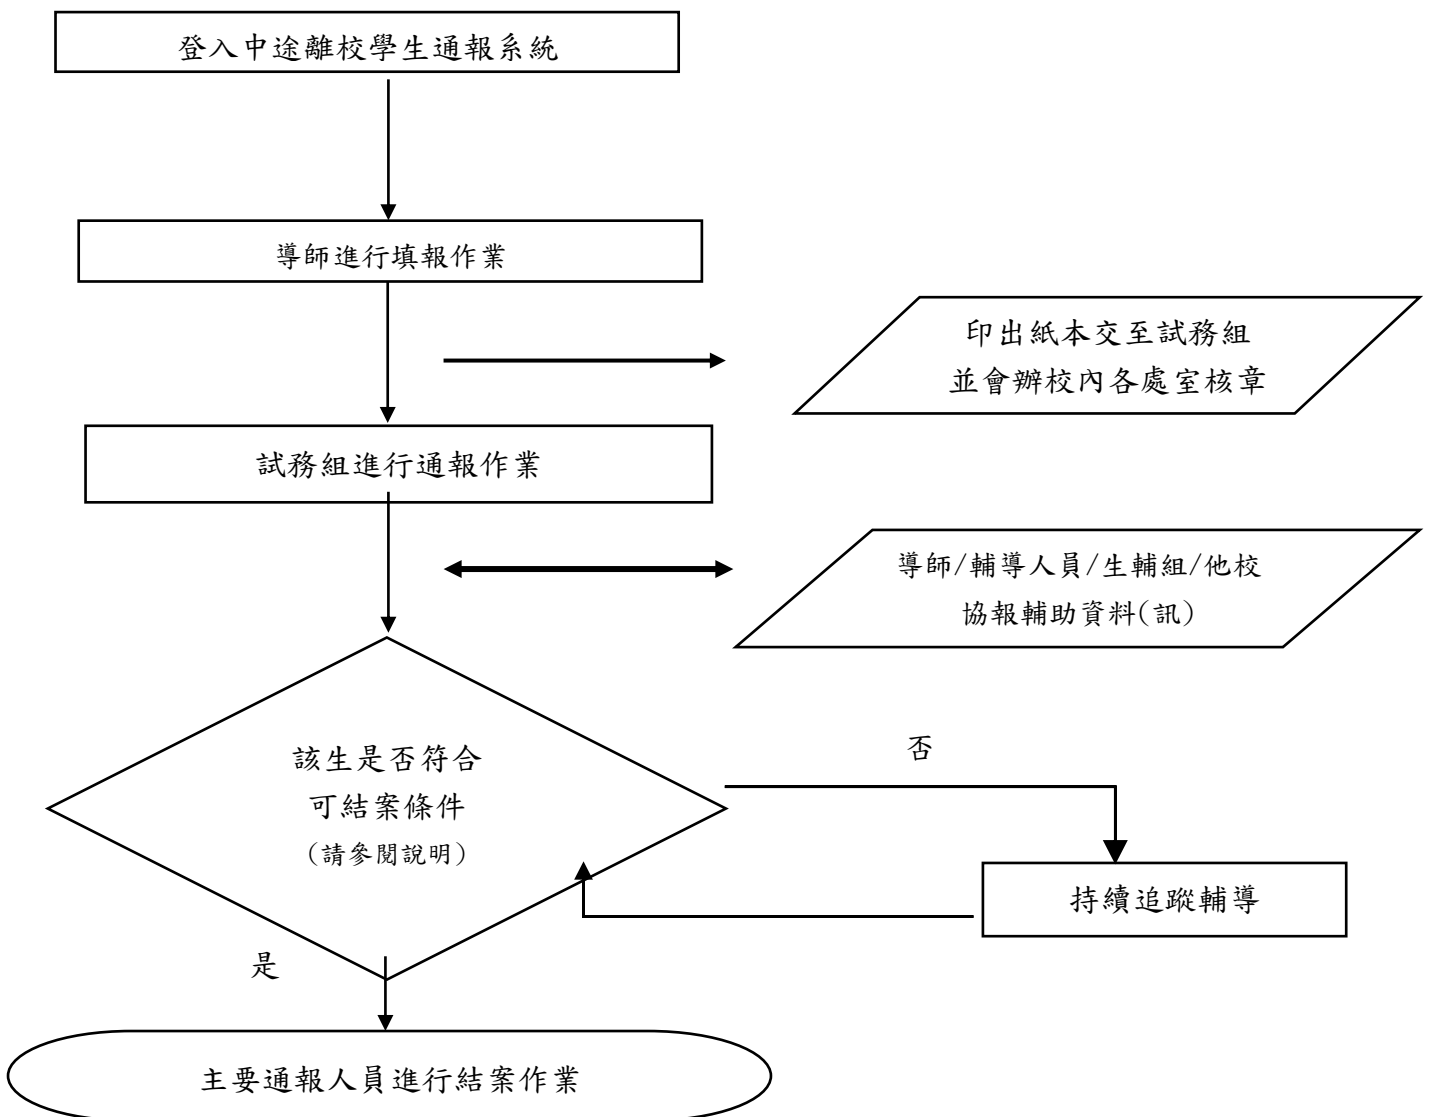 登入中途離校學生通報系統
導師進行填報作業
印出紙本交至試務組
並會辦校內各處室核章
試務組進行通報作業
導師/輔導人員/生輔組/他校
協報輔助資料(訊)
該生是否符合
可結案條件
(請參閱說明)
否
持續追蹤輔導
是
主要通報人員進行結案作業